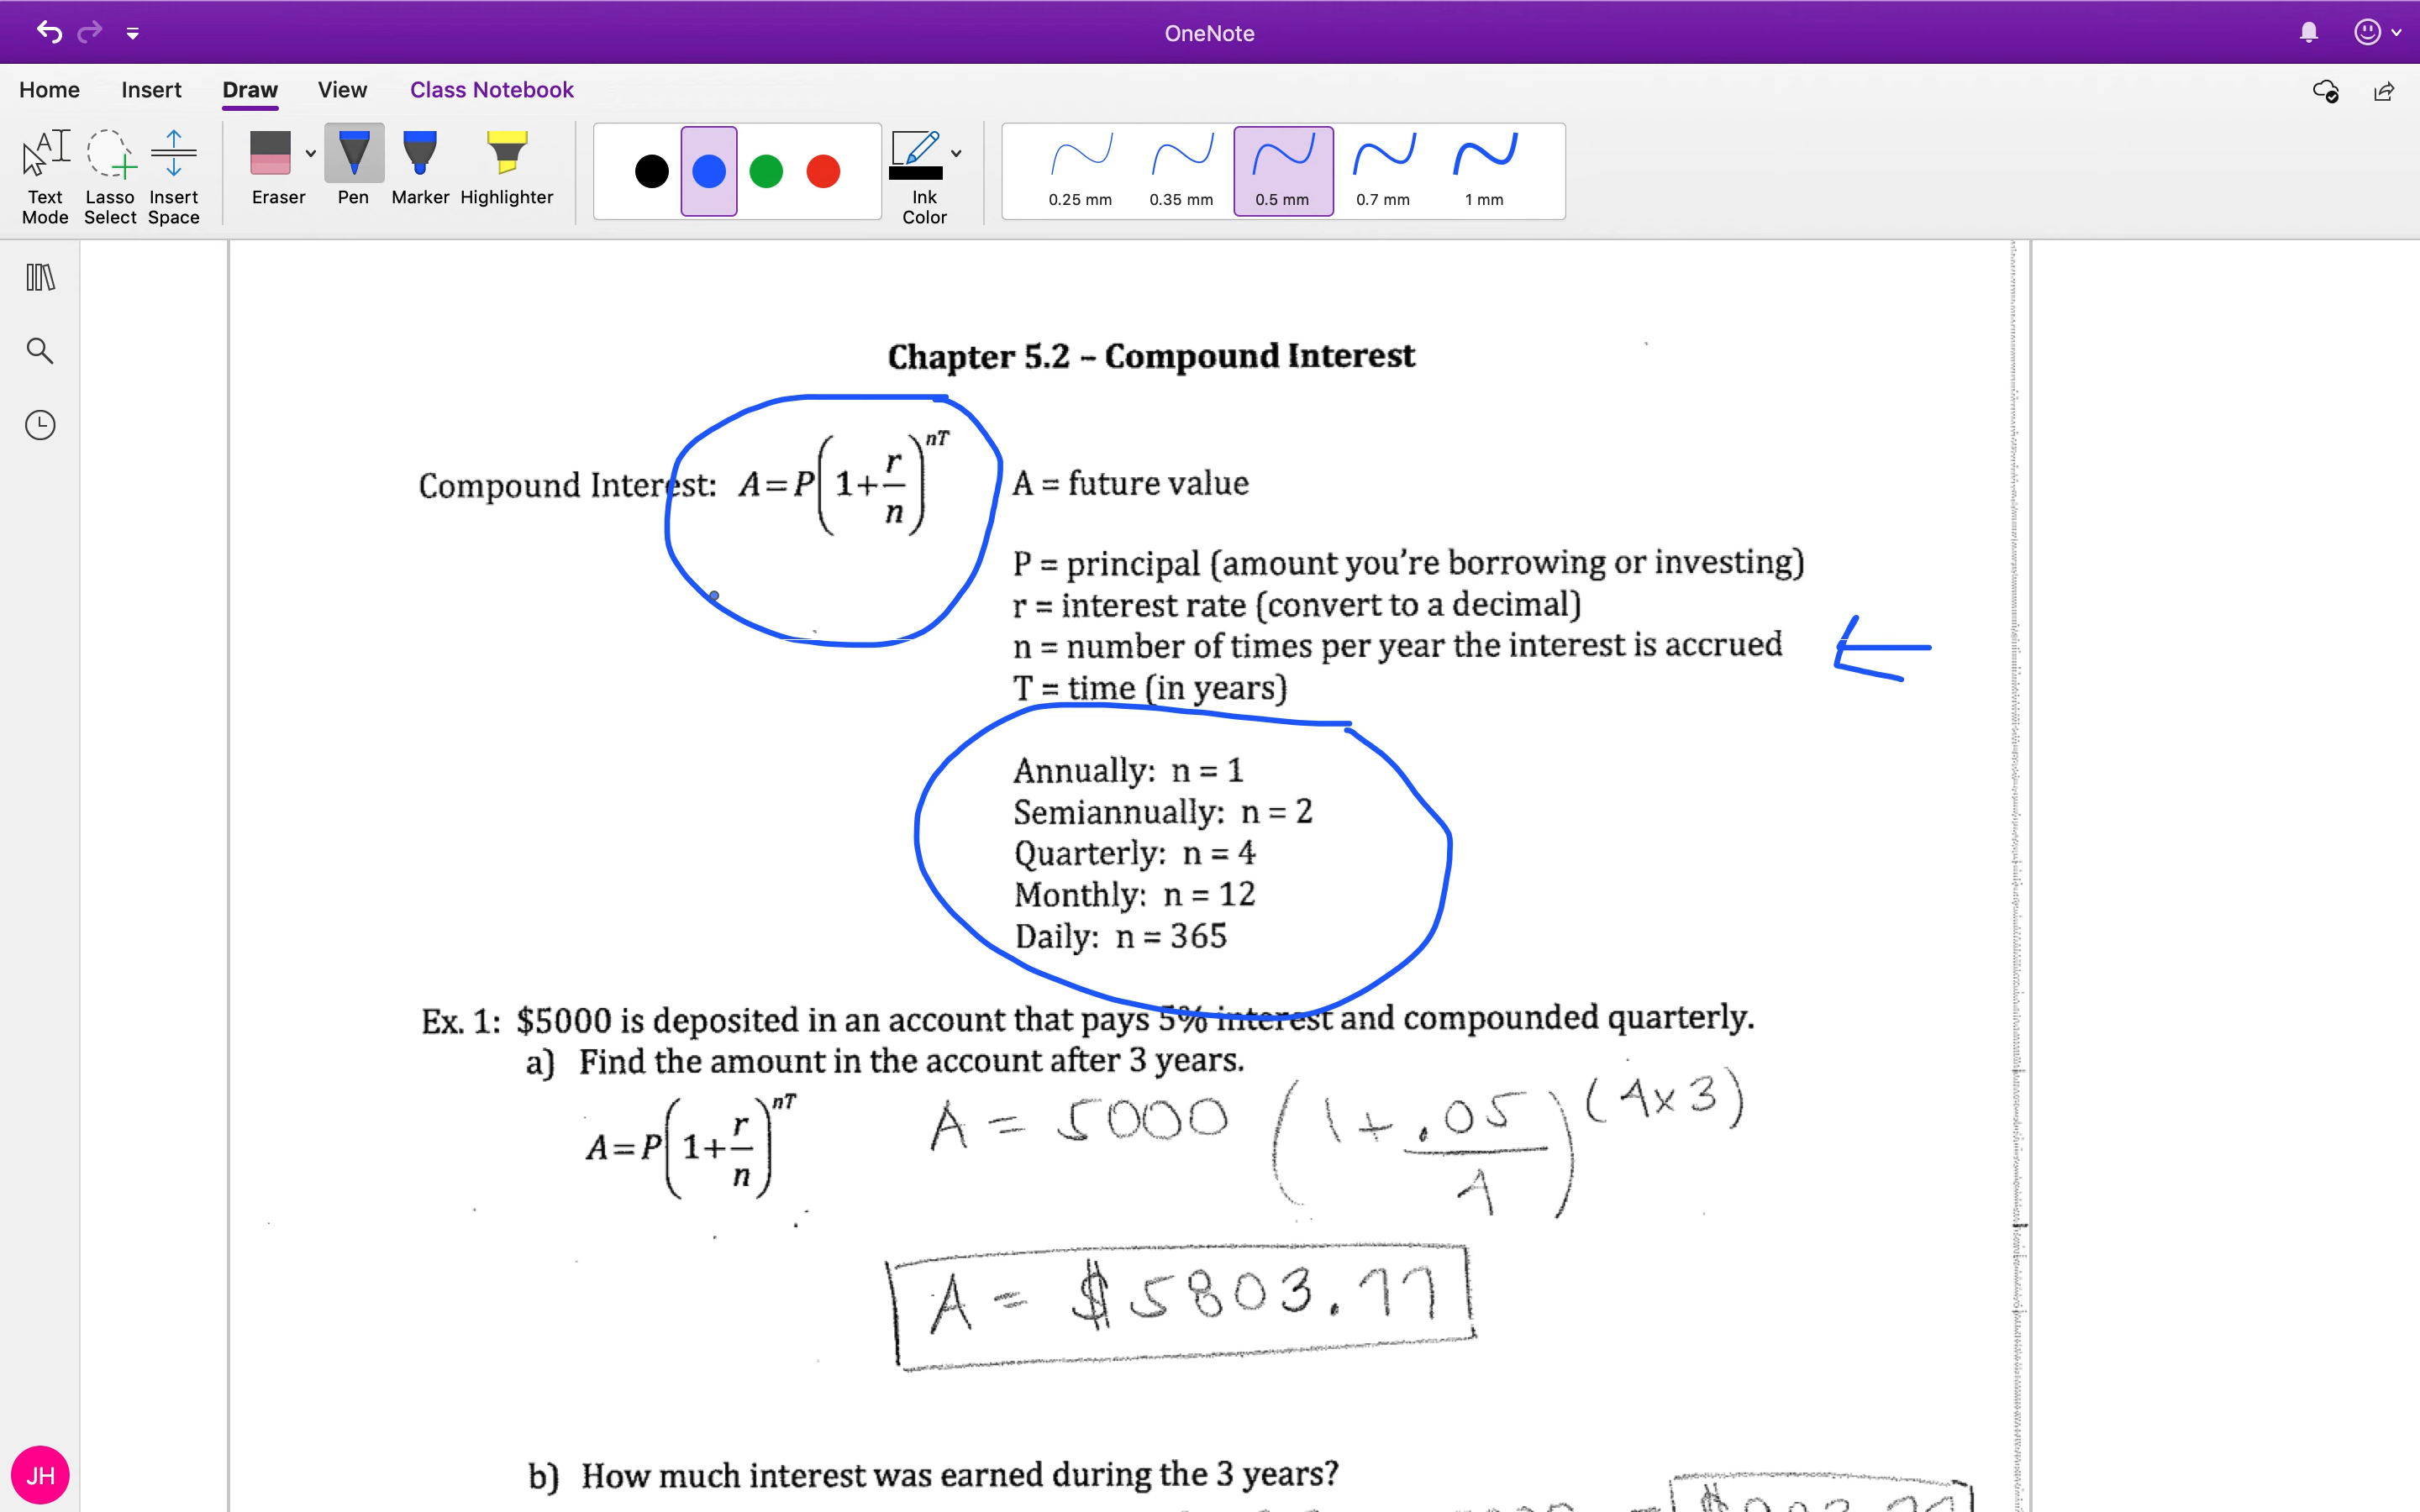 OneNote
Home Insert Draw View Class Notebook
Text Mode
Lasso Select
Insert Space
Eraser
Pen
Marker
Highlighter
Ink Color
0.25 mm
0.35 mm
0.5 mm
0.7 mm
1 mm
Chapter 5.2 – Compound Interest
Compound Interest: A=P(1+r/n)^nT A = future value
P = principal (amount you're borrowing or investing)
r = interest rate (convert to a decimal)
n = number of times per year the interest is accrued
T = time (in years)
Annually: n = 1
Semiannually: n = 2
Quarterly: n = 4
Monthly: n = 12
Daily: n = 365
Ex. 1: $5000 is deposited in an account that pays 5% interest and compounded quarterly.
a) Find the amount in the account after 3 years.
A=P(1+r/n)^nT A = 5000 (1+.05/4)^(4x3)
A = $5803.77
b) How much interest was earned during the 3 years?
JH